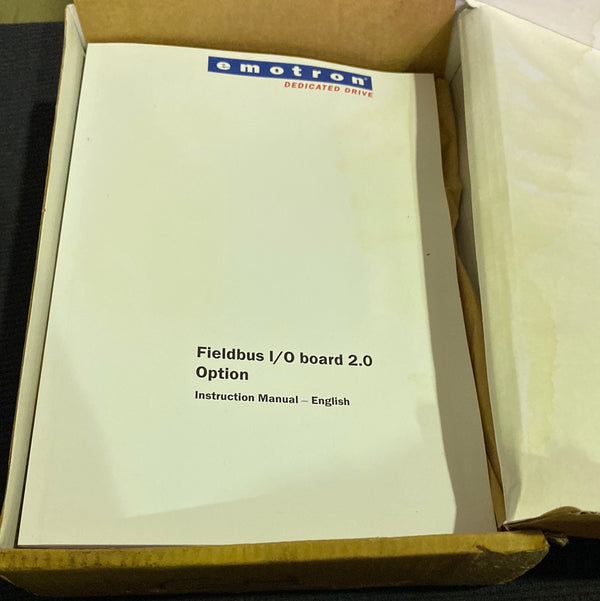 emotron
DEDICATED DRIVE
Fieldbus I/O board 2.0
Option
Instruction Manual – English